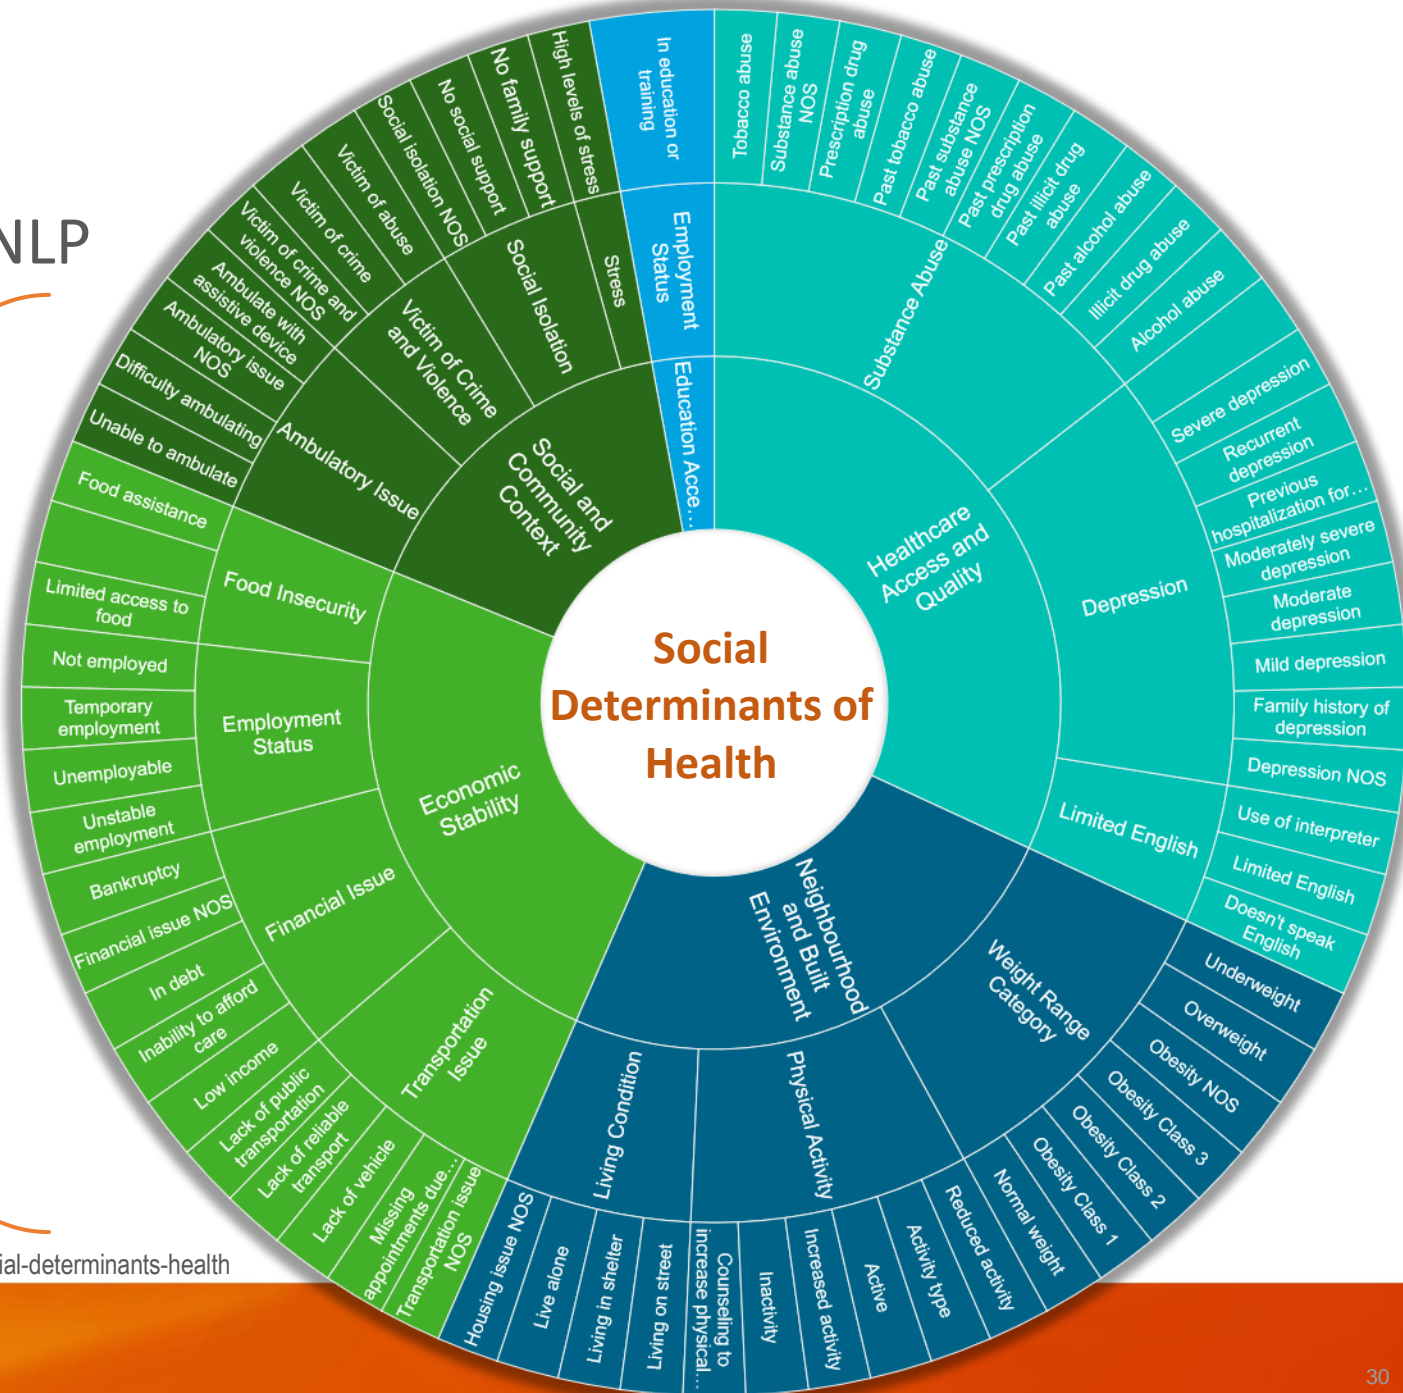 NLP
Social
Determinants of
Health
Healthcare
Access and
Quality
Substance Abuse
Tobacco abuse
Substance abuse
NOS
Prescription drug
abuse
Past tobacco abuse
Past substance
abuse NOS
Past prescription
drug abuse
Past illicit drug
abuse
Past alcohol abuse
Illicit drug abuse
Alcohol abuse
Depression
Severe depression
Recurrent
depression
Previous
hospitalization for...
Moderately severe
depression
Moderate
depression
Mild depression
Family history of
depression
Depression NOS
Limited English
Use of interpreter
Limited English
Doesn't speak
English
Neighbourhood
and Built
Environment
Weight Range
Category
Underweight
Overweight
Obesity NOS
Obesity Class 3
Obesity Class 2
Obesity Class 1
Normal weight
Physical Activity
Reduced activity
Activity type
Active
Increased activity
Inactivity
Counseling to
increase physical...
Living Condition
Living on street
Living in shelter
Live alone
Housing issue NOS
Economic
Stability
Transportation
Issue
Transportation issue
NOS
Missing
appointments due...
Lack of vehicle
Lack of reliable
transport
Lack of public
transportation
Financial Issue
Low income
Inability to afford
care
In debt
Financial issue NOS
Bankruptcy
Employment
Status
Unstable
employment
Unemployable
Temporary
employment
Not employed
Food Insecurity
Limited access to
food
Food assistance
Social and
Community
Context
Ambulatory Issue
Unable to ambulate
Difficulty ambulating
Ambulatory issue
NOS
Ambulate with
assistive device
Victim of Crime
and Violence
Victim of crime and
violence NOS
Victim of crime
Victim of abuse
Social Isolation
Social isolation NOS
No social support
No family support
Stress
High levels of stress
Education Acce...
Employment
Status
In education or
training
ial-determinants-health
30